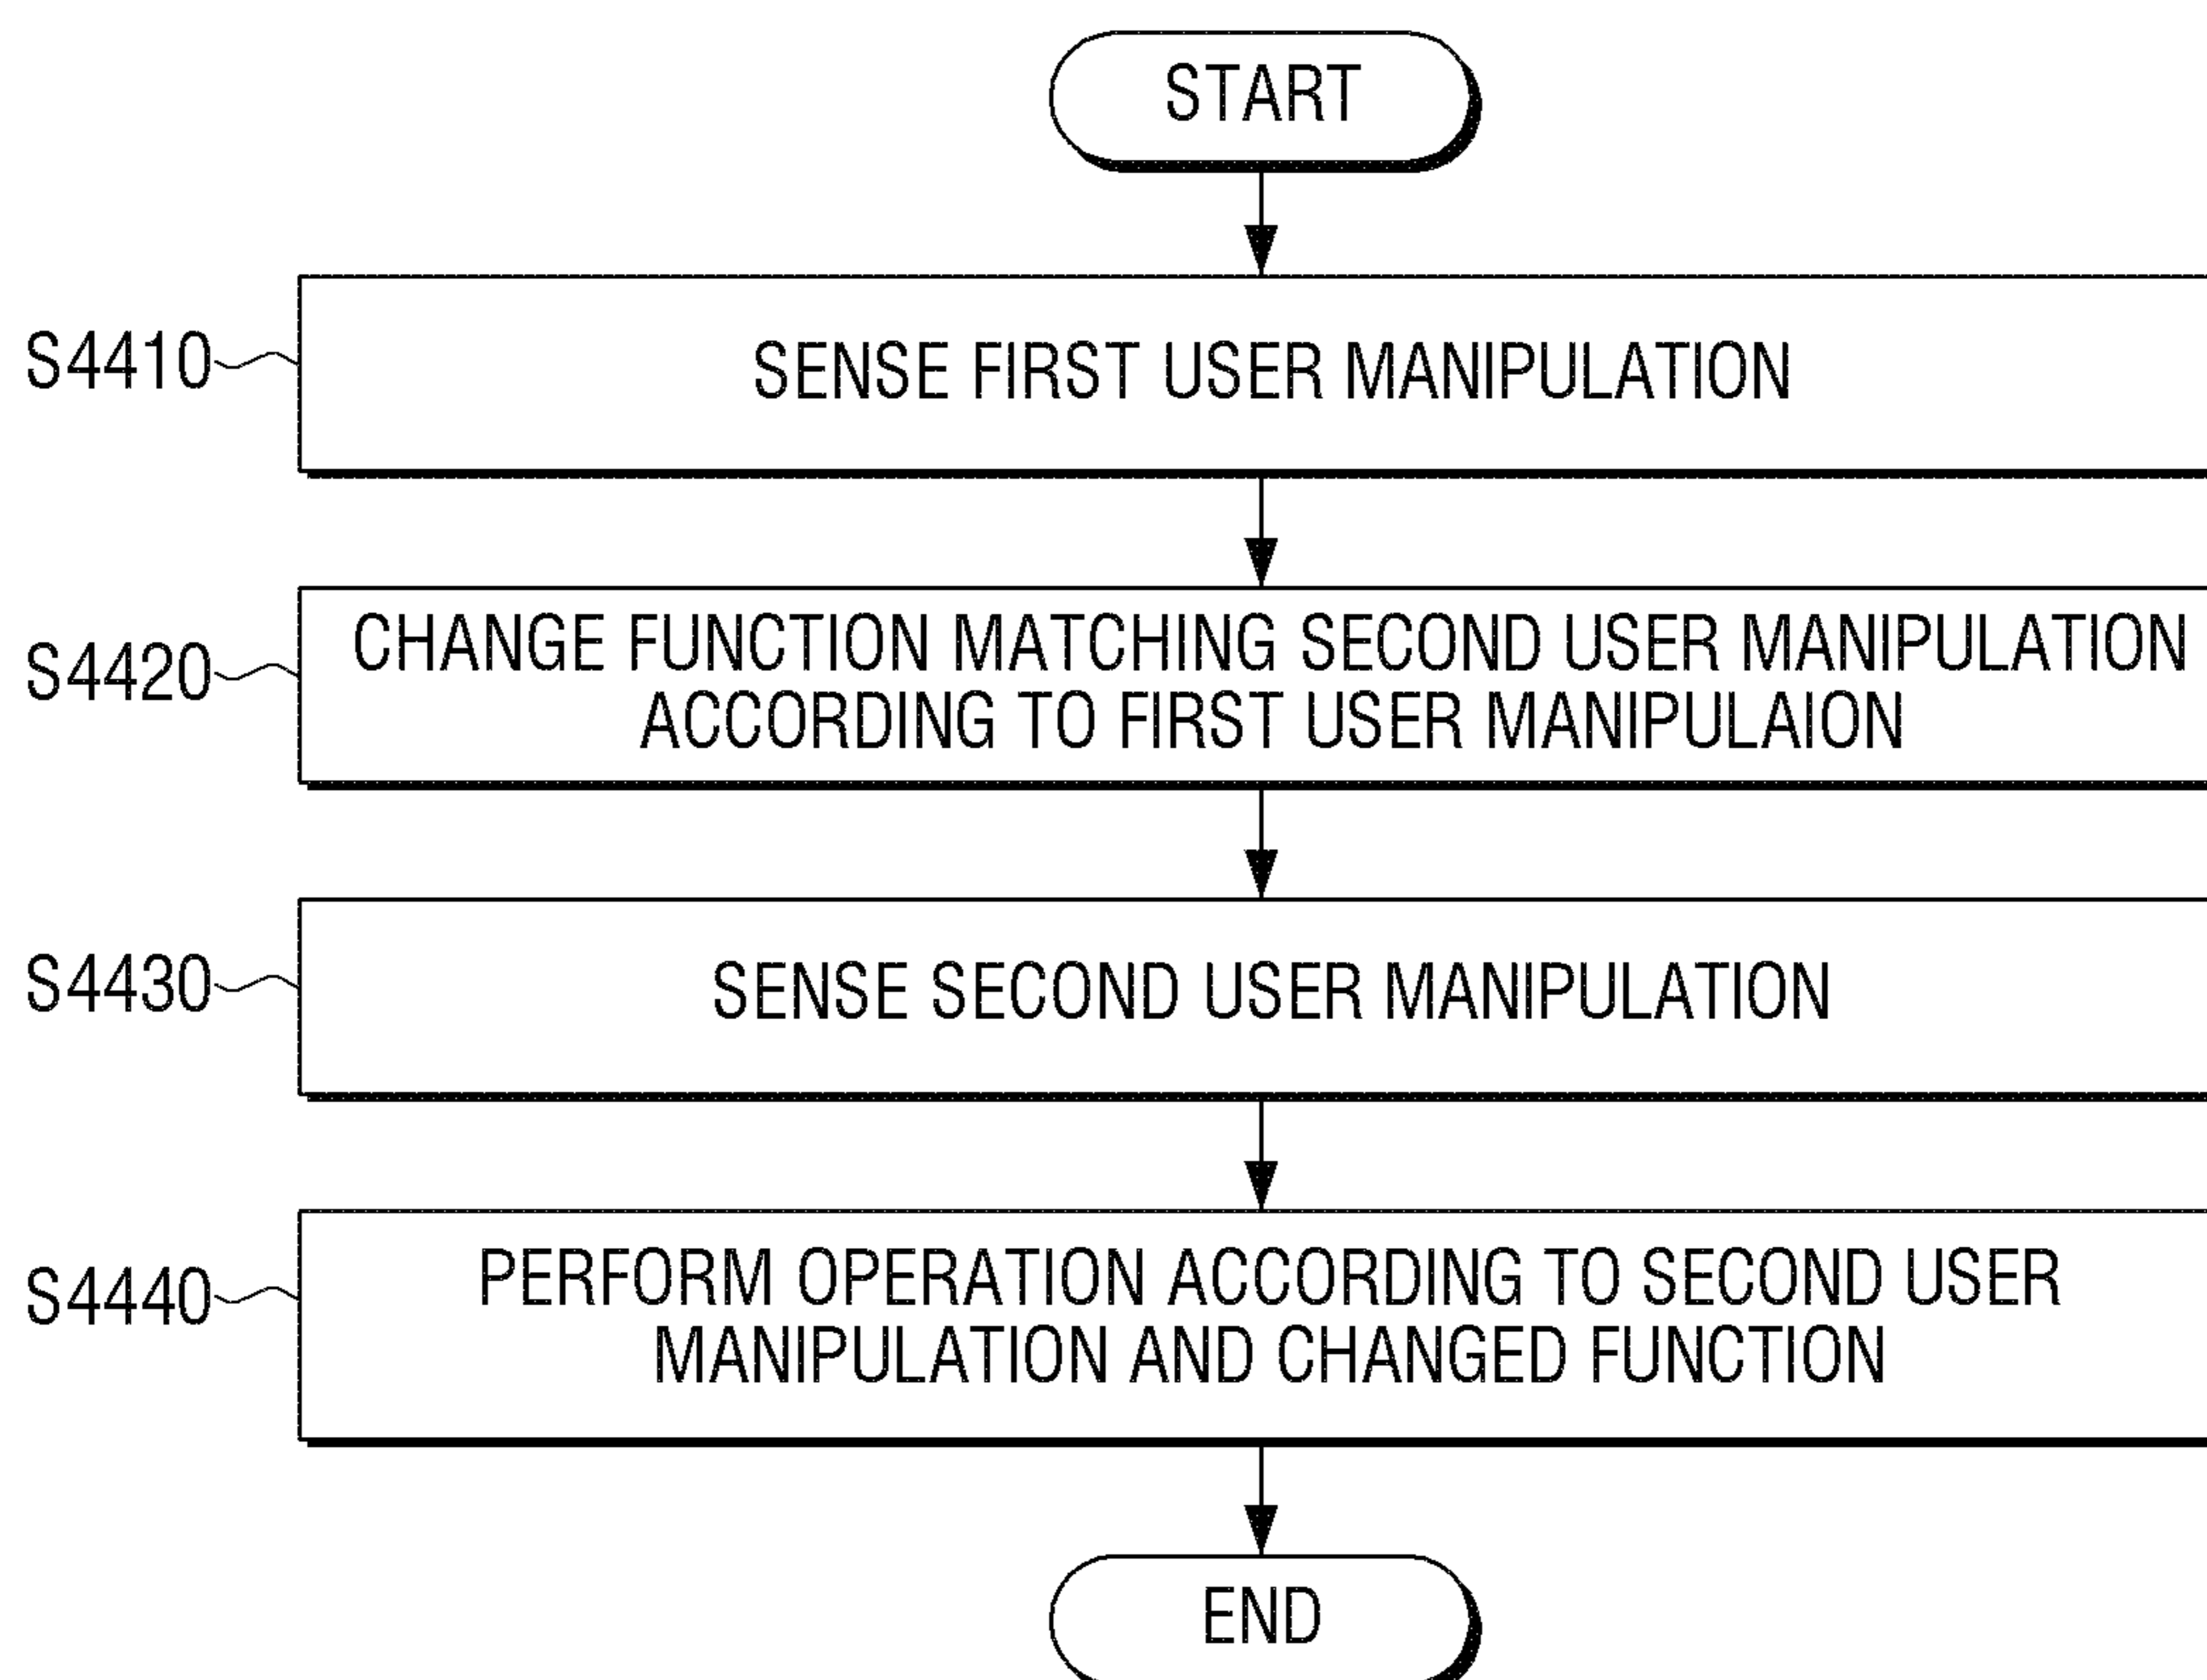 START
S4410
SENSE FIRST USER MANIPULATION
S4420
CHANGE FUNCTION MATCHING SECOND USER MANIPULATION
ACCORDING TO FIRST USER MANIPULAION
S4430
SENSE SECOND USER MANIPULATION
S4440
PERFORM OPERATION ACCORDING TO SECOND USER
MANIPULATION AND CHANGED FUNCTION
END